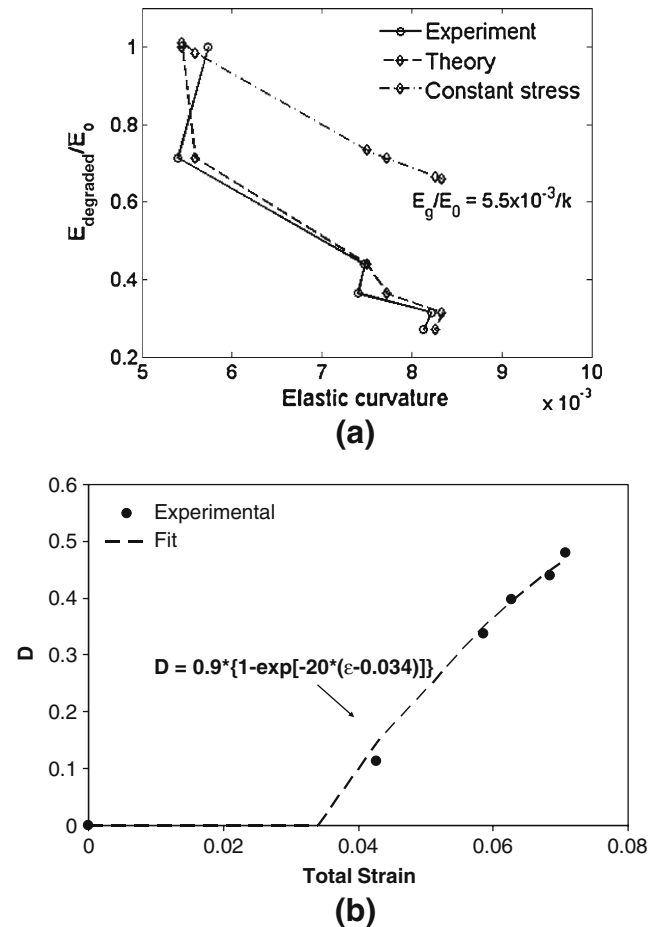 E_degraded/E_0
1
0.8
0.6
0.4
0.2
Experiment
Theory
Constant stress
E_g/E_0 = 5.5x10^-3/k
5 6 7 8 9 10
Elastic curvature
x 10^-3
(a)
D
0.6
0.5
0.4
0.3
0.2
0.1
0
Experimental
Fit
D = 0.9*{1-exp[-20*(ε-0.034)]}
0 0.02 0.04 0.06 0.08
Total Strain
(b)